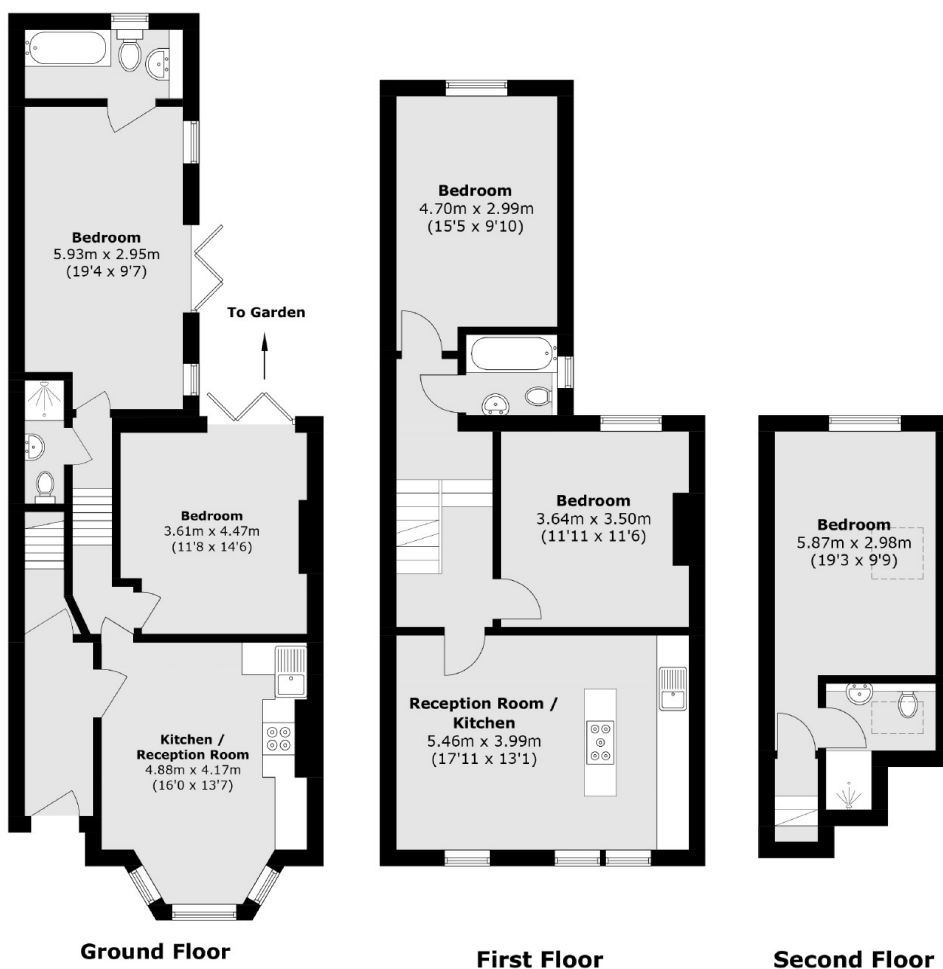 Bedroom
5.93m x 2.95m
(19'4 x 9'7)
To Garden
Bedroom
3.61m x 4.47m
(11'8 x 14'6)
Kitchen /
Reception Room
4.88m x 4.17m
(16'0 x 13'7)
Ground Floor
Bedroom
4.70m x 2.99m
(15'5 x 9'10)
Bedroom
3.64m x 3.50m
(11'11 x 11'6)
Reception Room /
Kitchen
5.46m x 3.99m
(17'11 x 13'1)
First Floor
Bedroom
5.87m x 2.98m
(19'3 x 9'9)
Second Floor